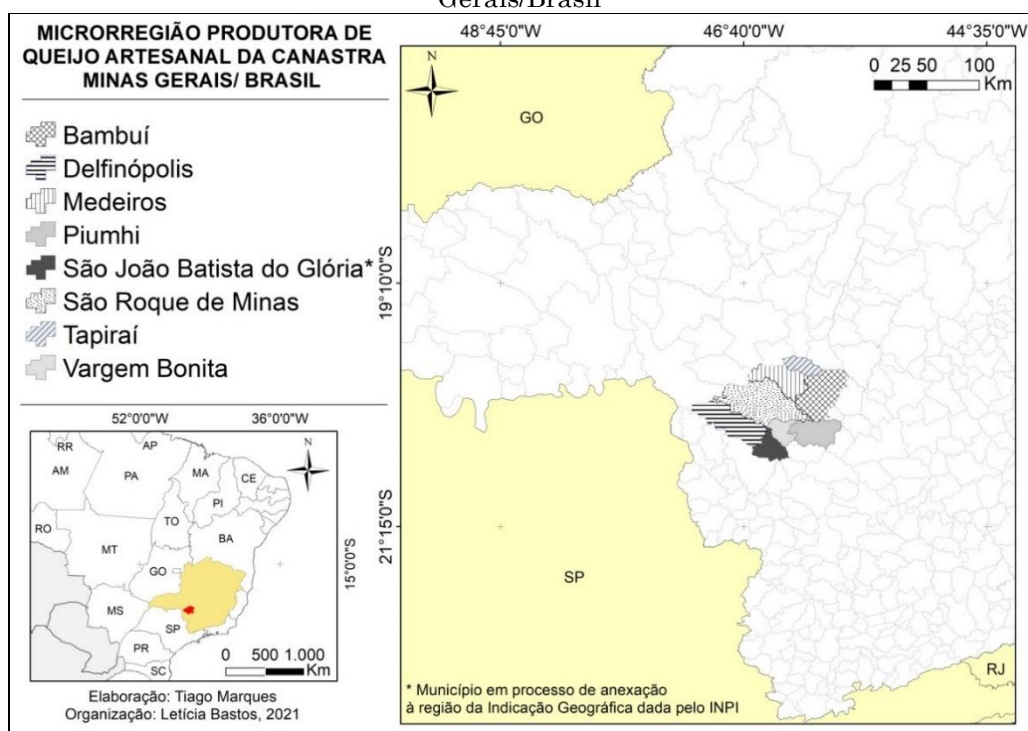 Gerais/Brasil
MICRORREGIÃO PRODUTORA DE
QUEIJO ARTESANAL DA CANASTRA
MINAS GERAIS/ BRASIL
Bambuí
Delfinópolis
Medeiros
Piumhi
São João Batista do Glória*
São Roque de Minas
Tapiraí
Vargem Bonita
52°0'0"W 36°0'0"W
N
RR
AP
AM
PA
MA
CE
PI
TO
RO
BA
MT
GO
15°0'0"S
MS
SP
PR
SC
0 500 1.000
Km
Elaboração: Tiago Marques
Organização: Letícia Bastos, 2021
48°45'0"W 46°40'0"W 44°35'0"W
N
0 25 50 100
Km
GO
19°10'0"S
21°15'0"S
SP
RJ
* Município em processo de anexação
à região da Indicação Geográfica dada pelo INPI